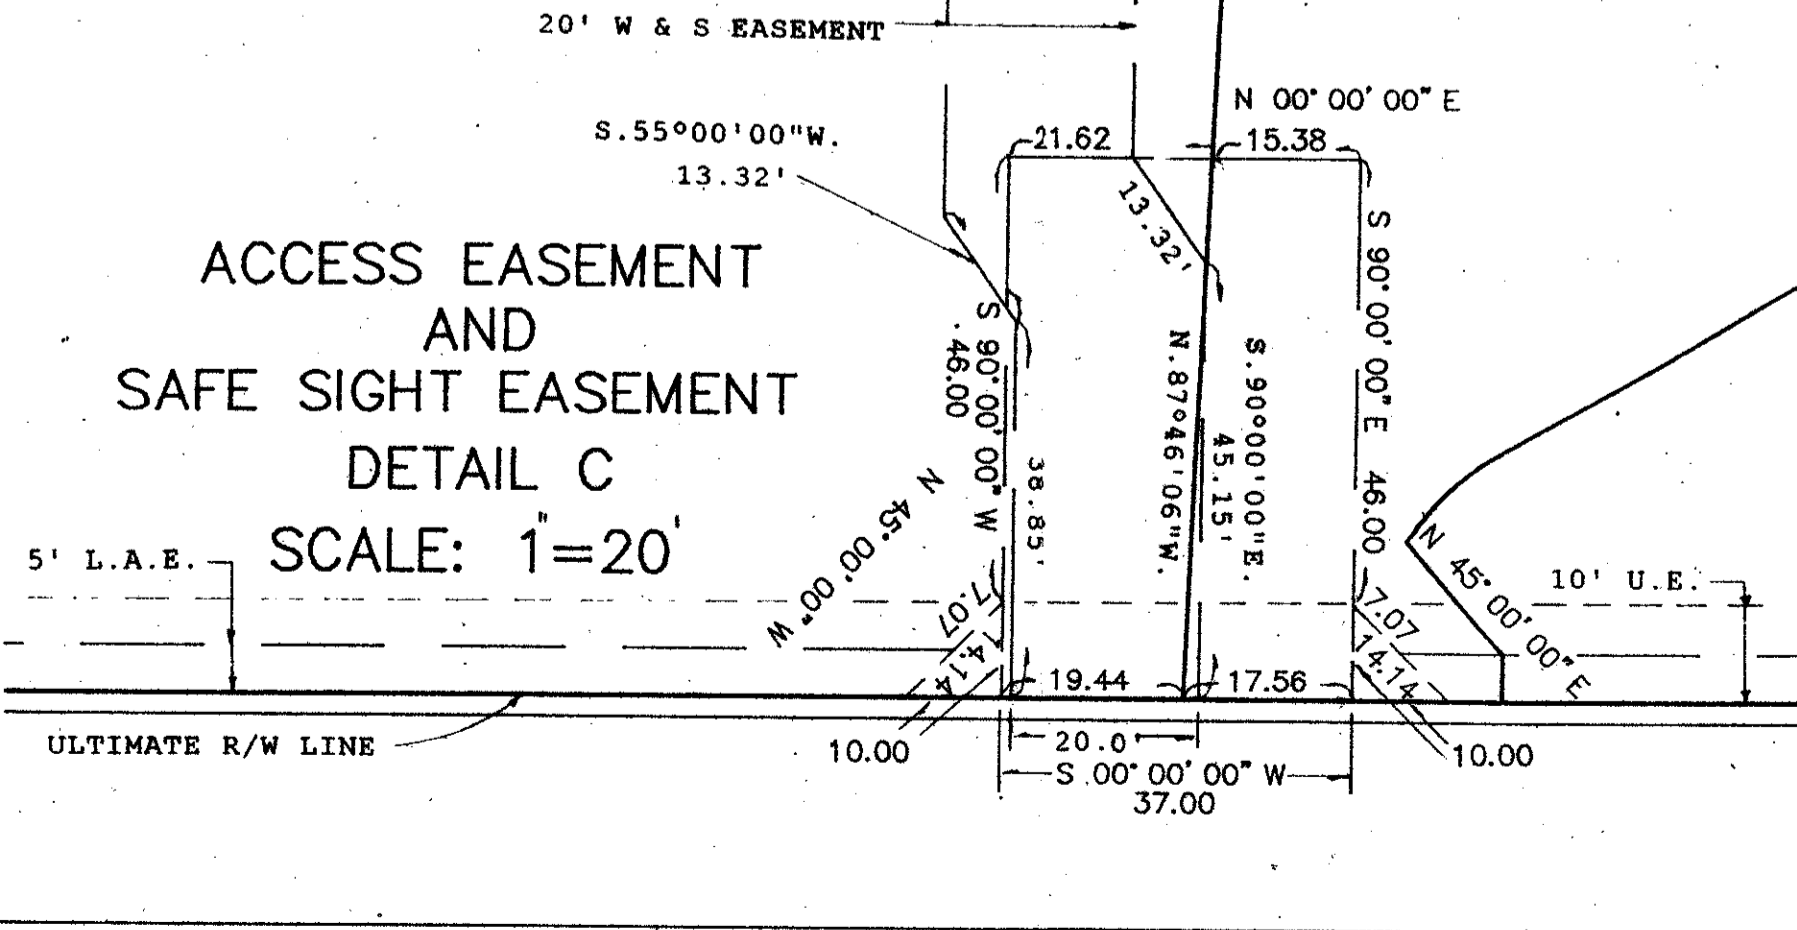 20' W & S EASEMENT
N 00° 00' 00" E
S.55°00'00"W.
13.32'
21.62
15.38
13.32'
S 90° 00' 00" E 46.00
ACCESS EASEMENT
AND
SAFE SIGHT EASEMENT
DETAIL C
SCALE: 1"=20'
S 90° 00' 00" W
46.00
38.85'
N.87°46'06"W.
S.90°00'00"E.
45.15'
N 45° 00' 00" W
7.07
14.14
N 45° 00' 00" E
7.07
14.14
5' L.A.E.
10' U.E.
19.44
17.56
ULTIMATE R/W LINE
10.00
20.0'
10.00
S 00° 00' 00" W
37.00